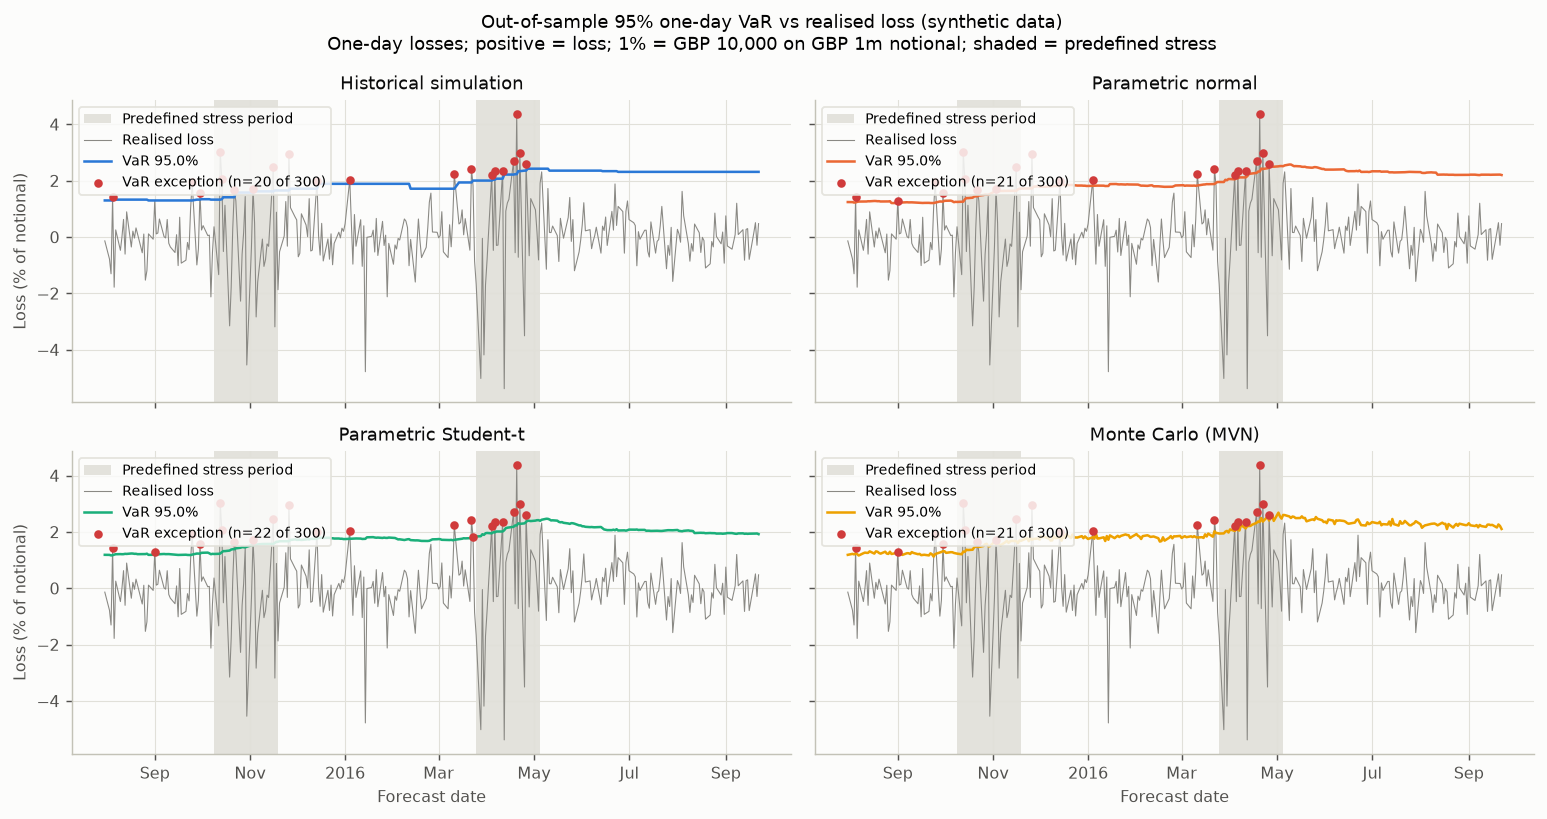 Out-of-sample 95% one-day VaR vs realised loss (synthetic data)
One-day losses; positive = loss; 1% = GBP 10,000 on GBP 1m notional; shaded = predefined stress
Historical simulation
Loss (% of notional)
4
2
0
−2
−4
Predefined stress period
Realised loss
VaR 95.0%
VaR exception (n=20 of 300)
Parametric normal
Predefined stress period
Realised loss
VaR 95.0%
VaR exception (n=21 of 300)
Parametric Student-t
Loss (% of notional)
4
2
0
−2
−4
Predefined stress period
Realised loss
VaR 95.0%
VaR exception (n=22 of 300)
Sep Nov 2016 Mar May Jul Sep
Forecast date
Monte Carlo (MVN)
Predefined stress period
Realised loss
VaR 95.0%
VaR exception (n=21 of 300)
Sep Nov 2016 Mar May Jul Sep
Forecast date